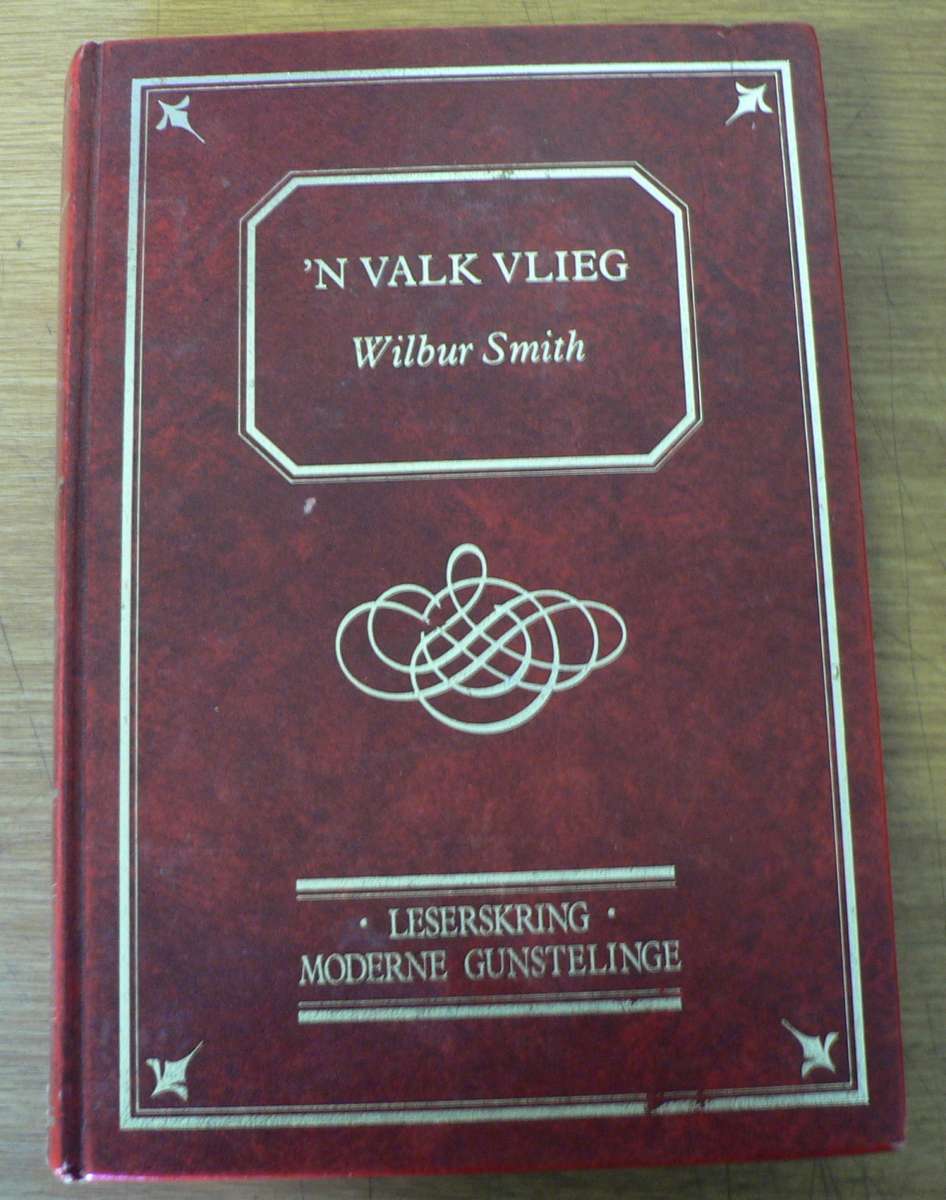 ’N VALK VLIEG
Wilbur Smith
· LESERSKRING ·
MODERNE GUNSTELINGE